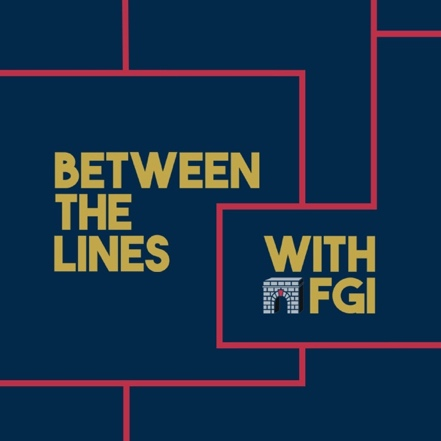 BETWEEN
THE
LINES
WITH
FGI